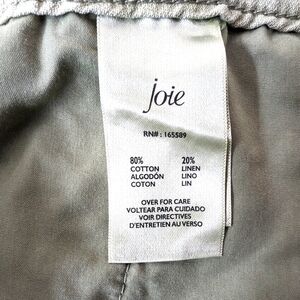 joie
RN#: 165589
80% 20%
COTTON LINEN
ALGODÓN LINO
COTON LIN
OVER FOR CARE
VOLTEAR PARA CUIDADO
VOIR DIRECTIVES
D'ENTRETIEN AU VERSO